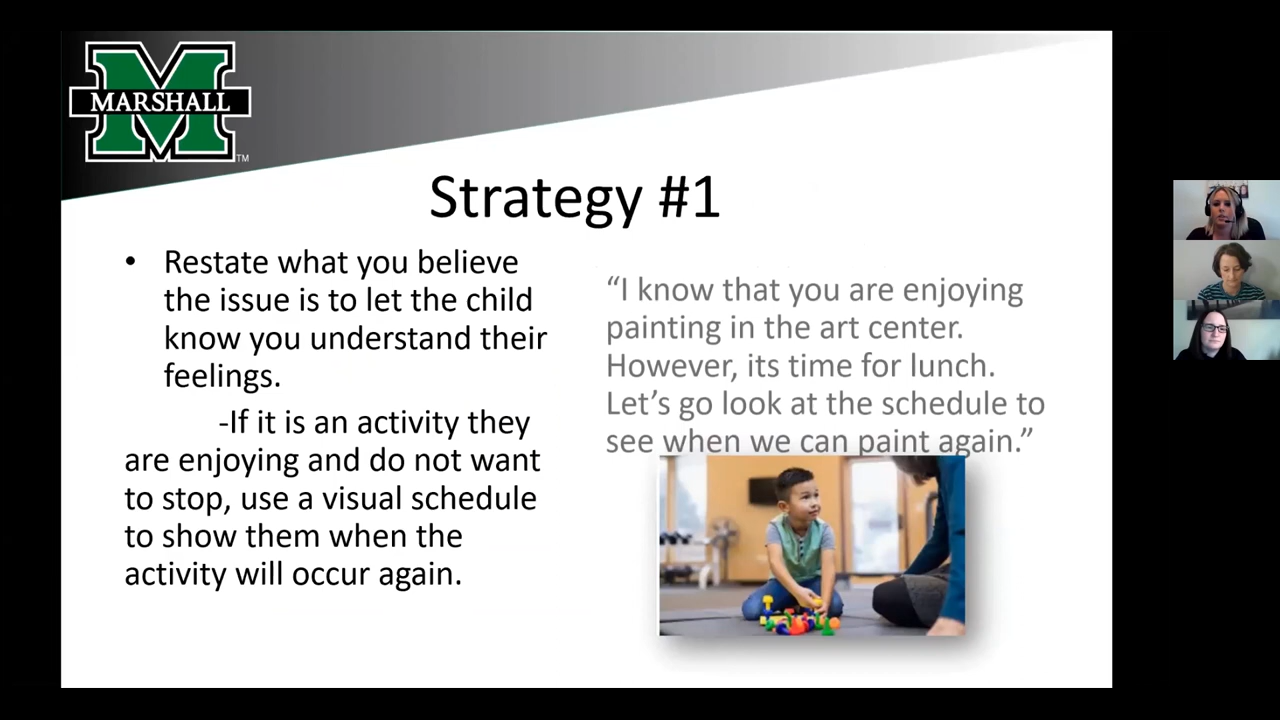 MARSHALL
TM
Strategy #1
• Restate what you believe
the issue is to let the child
know you understand their
feelings.
-If it is an activity they
are enjoying and do not want
to stop, use a visual schedule
to show them when the
activity will occur again.
“I know that you are enjoying
painting in the art center.
However, its time for lunch.
Let’s go look at the schedule to
see when we can paint again.”